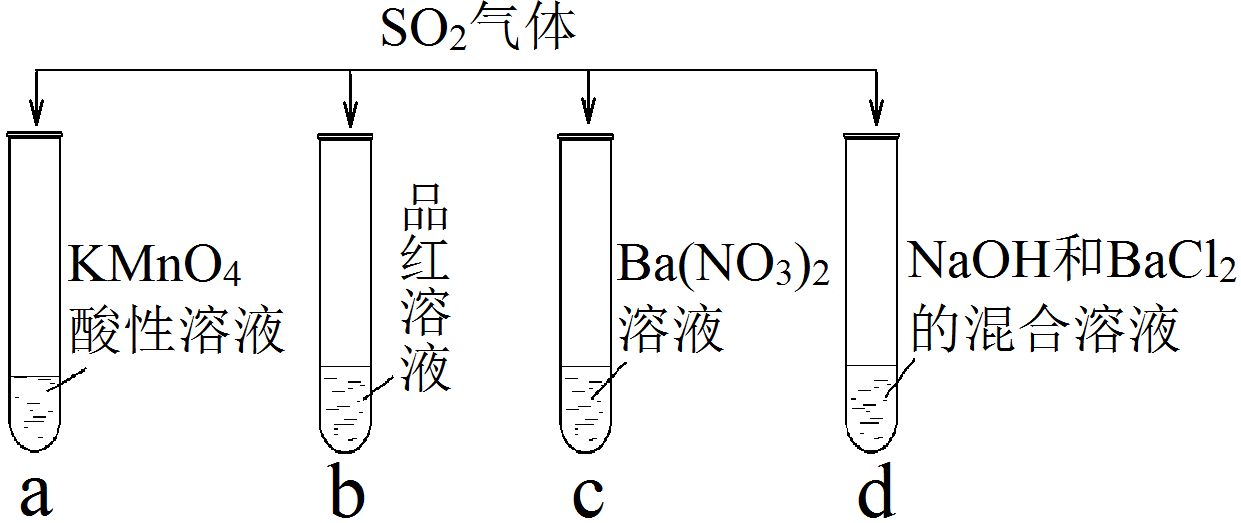 SO₂气体
KMnO₄
酸性溶液
品红溶液
Ba(NO₃)₂
溶液
NaOH和BaCl₂
的混合溶液
a
b
c
d